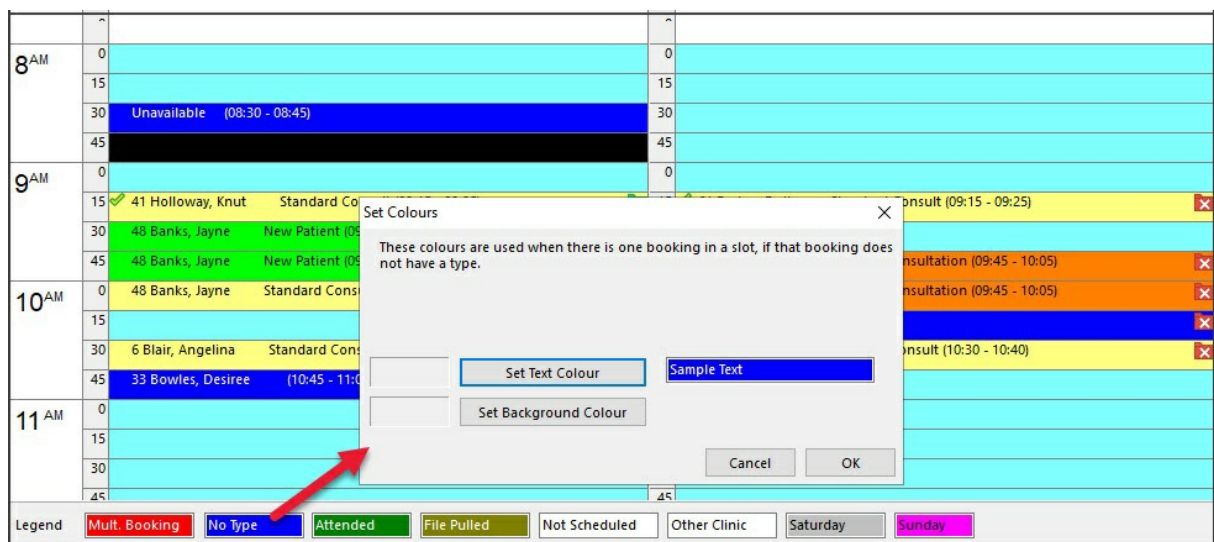 8AM
0
15
30 Unavailable (08:30 - 08:45)
45
9AM
0
15 41 Holloway, Knut Standard Co
30 48 Banks, Jayne New Patient (09
45 48 Banks, Jayne New Patient (09
10AM
0 48 Banks, Jayne Standard Cons
15
30 6 Blair, Angelina Standard Cons
45 33 Bowles, Desiree (10:45 - 11:0
11 AM
0
15
30
45
0
15
30
45
0
onsult (09:15 - 09:25)
nsultation (09:45 - 10:05)
nsultation (09:45 - 10:05)
onsult (10:30 - 10:40)
45
Set Colours
These colours are used when there is one booking in a slot, if that booking does
not have a type.
Set Text Colour
Sample Text
Set Background Colour
Cancel
OK
Legend Mult. Booking No Type Attended File Pulled Not Scheduled Other Clinic Saturday Sunday